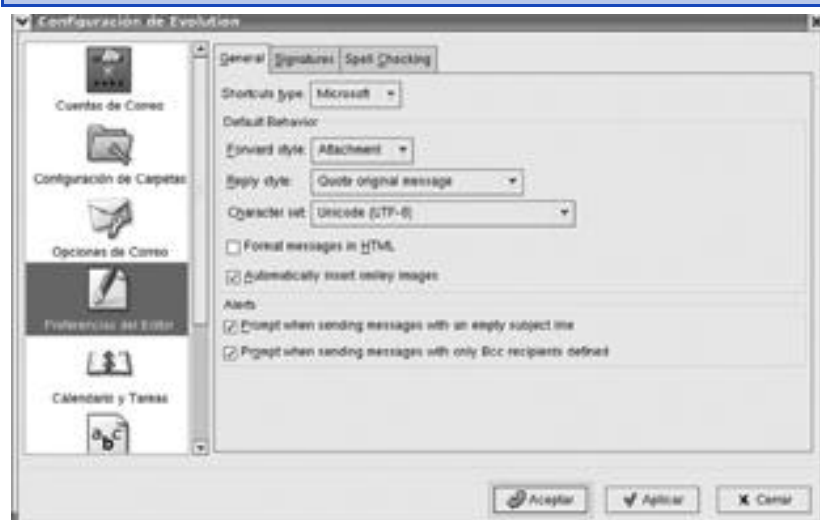 Configuración de Evolution
Cuentas de Correo
Configuración de Carpetas
Opciones de Correo
Preferencias del Editor
Calendario y Tareas
abc
General Signatures Spell Checking
Shortcuts type: Microsoft
Default Behavior
Forward style: Attachment
Reply style: Quote original message
Character set: Unicode (UTF-8)
Format messages in HTML
Automatically insert smiley images
Alerts
Prompt when sending messages with an empty subject line
Prompt when sending messages with only Bcc recipients defined
Aceptar Aplicar Cerrar